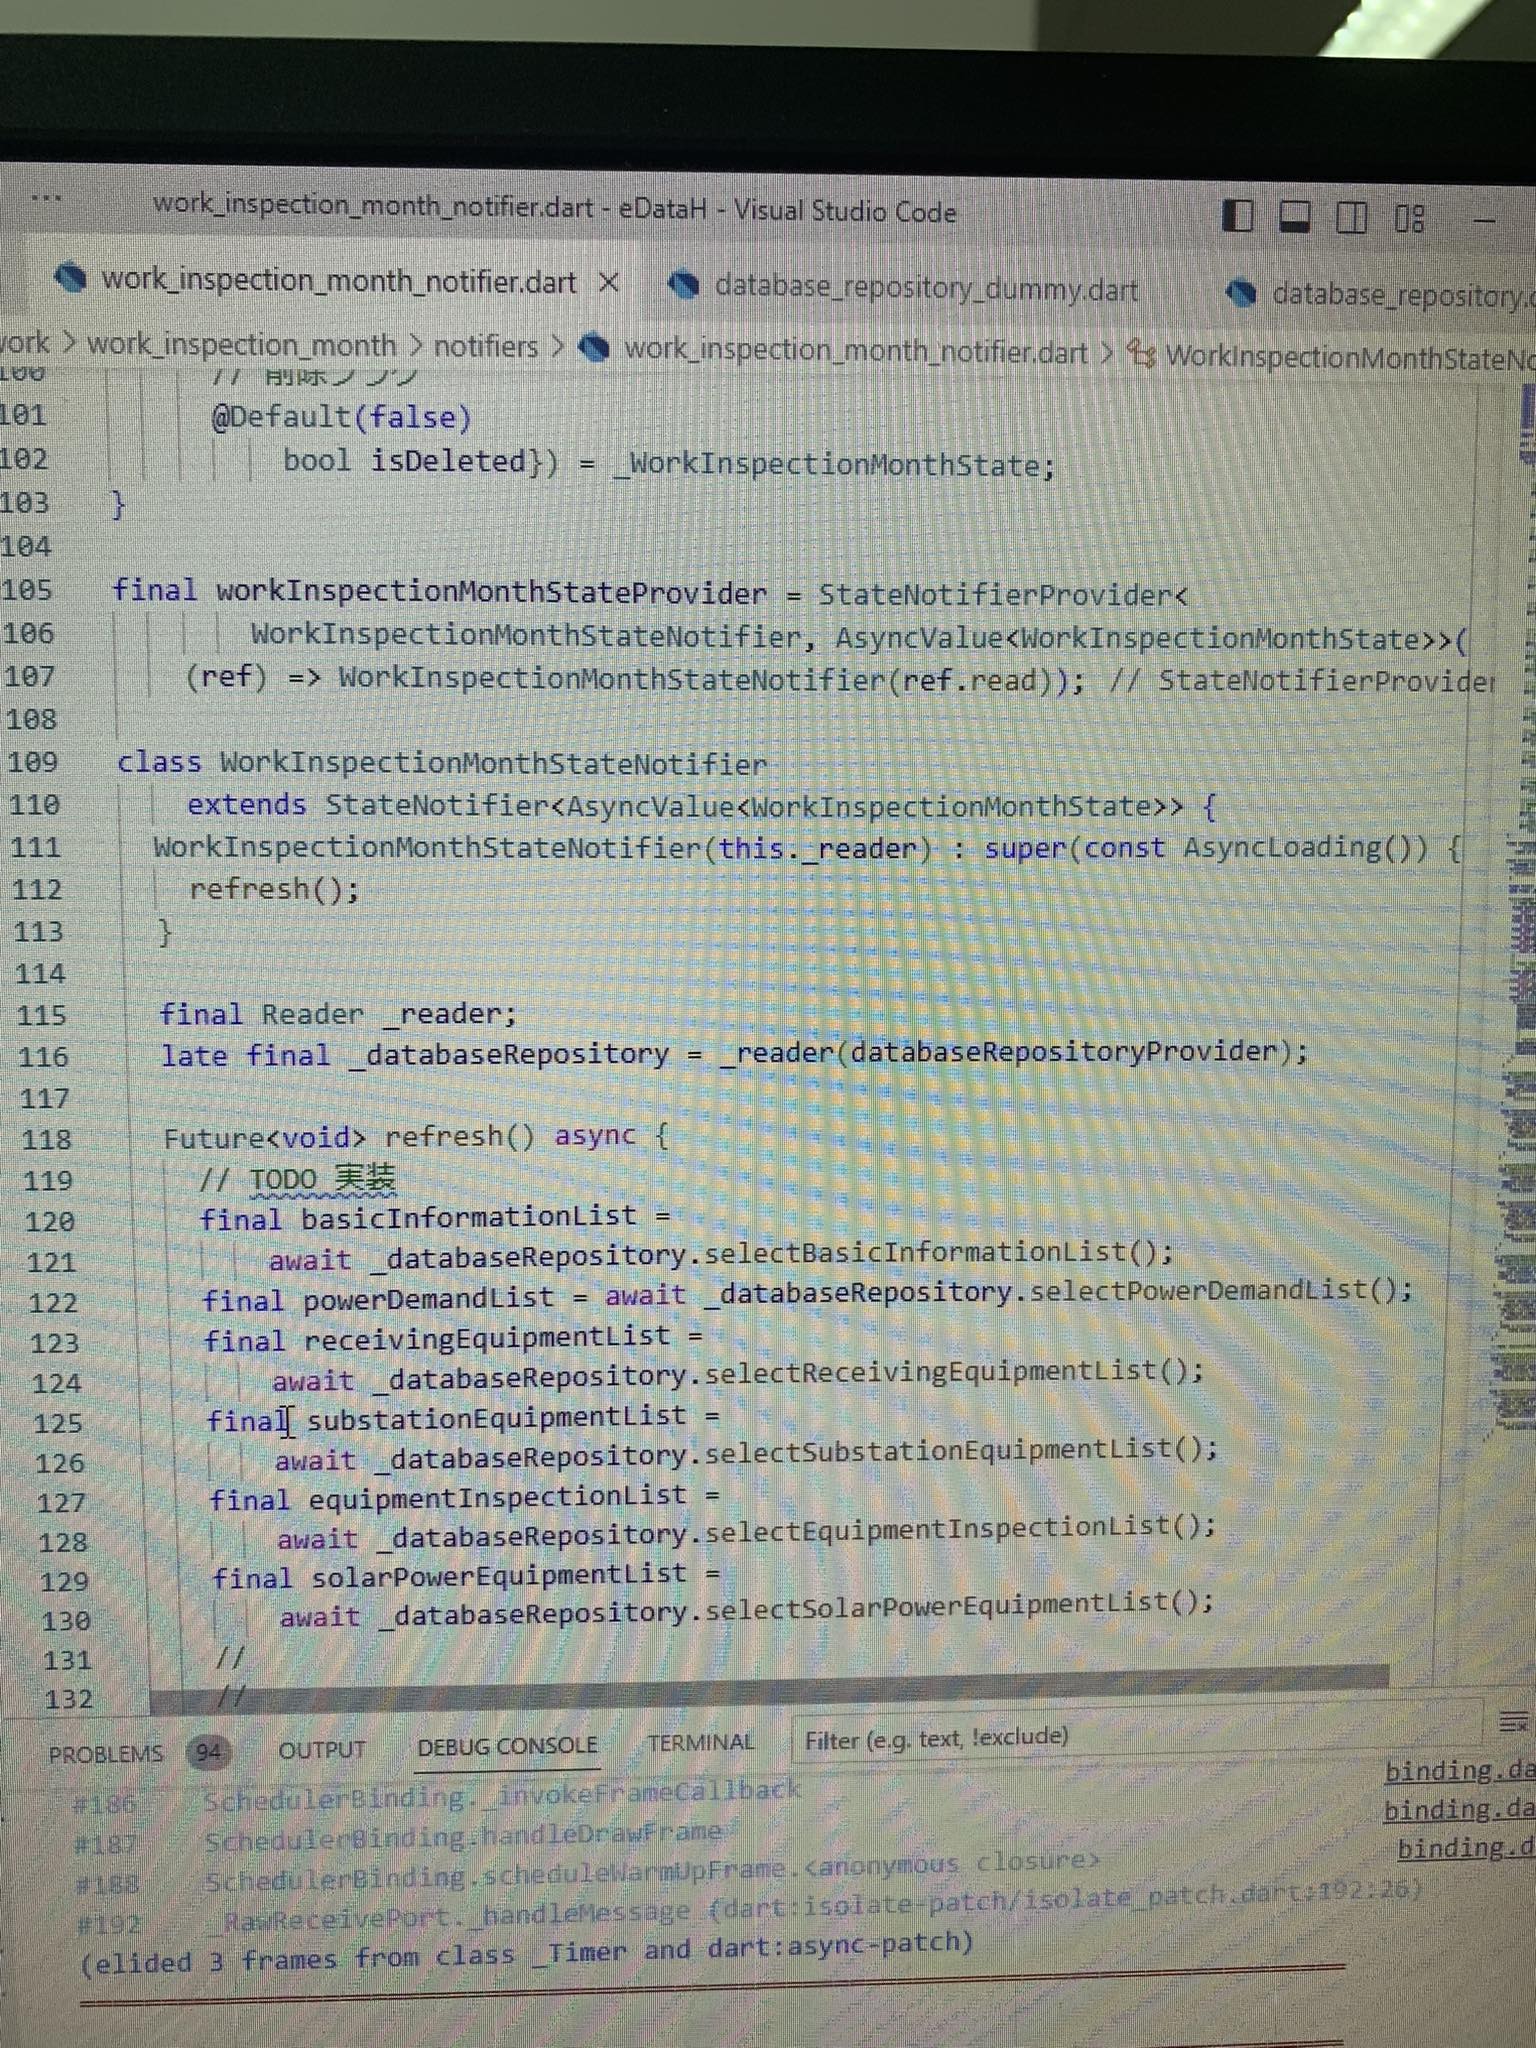 ... work_inspection_month_notifier.dart - eDataH - Visual Studio Code
work_inspection_month_notifier.dart × database_repository_dummy.dart database_repository.
work > work_inspection_month > notifiers > work_inspection_month_notifier.dart > WorkInspectionMonthStateNo
100 // 削除フラグ
101 @Default(false)
102 bool isDeleted}) = _WorkInspectionMonthState;
103 }
104
105 final workInspectionMonthStateProvider = StateNotifierProvider<
106 WorkInspectionMonthStateNotifier, AsyncValue<WorkInspectionMonthState>>(
107 (ref) => WorkInspectionMonthStateNotifier(ref.read)); // StateNotifierProvider
108
109 class WorkInspectionMonthStateNotifier
110 extends StateNotifier<AsyncValue<WorkInspectionMonthState>> {
111 WorkInspectionMonthStateNotifier(this._reader) : super(const AsyncLoading()) {
112 refresh();
113 }
114
115 final Reader _reader;
116 late final _databaseRepository = _reader(databaseRepositoryProvider);
117
118 Future<void> refresh() async {
119 // TODO 実装
120 final basicInformationList =
121 await _databaseRepository.selectBasicInformationList();
122 final powerDemandList = await _databaseRepository.selectPowerDemandList();
123 final receivingEquipmentList =
124 await _databaseRepository.selectReceivingEquipmentList();
125 final substationEquipmentList =
126 await _databaseRepository.selectSubstationEquipmentList();
127 final equipmentInspectionList =
128 await _databaseRepository.selectEquipmentInspectionList();
129 final solarPowerEquipmentList =
130 await _databaseRepository.selectSolarPowerEquipmentList();
131 //
132 //
PROBLEMS 94 OUTPUT DEBUG CONSOLE TERMINAL Filter (e.g. text, !exclude)
#186 SchedulerBinding._invokeFrameCallback binding.da
#187 SchedulerBinding.handleDrawFrame binding.da
#188 SchedulerBinding.scheduleWarmUpFrame.<anonymous closure> binding.d
#192 _RawReceivePort._handleMessage (dart:isolate-patch/isolate_patch.dart:192:26)
(elided 3 frames from class _Timer and dart:async-patch)